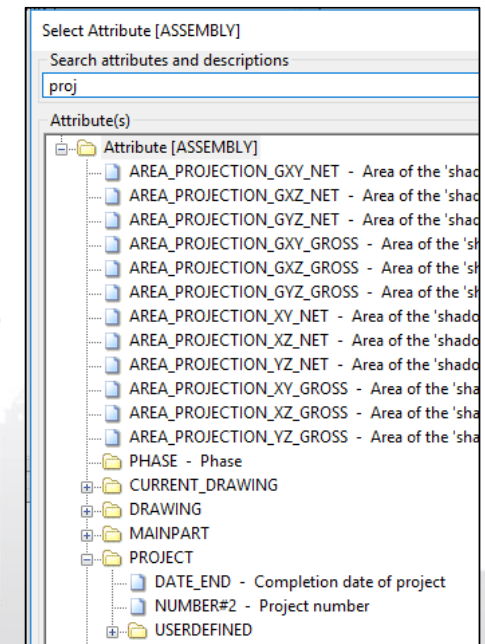 Select Attribute [ASSEMBLY]
Search attributes and descriptions
proj
Attribute(s)
Attribute [ASSEMBLY]
AREA_PROJECTION_GXY_NET - Area of the 'shad
AREA_PROJECTION_GXZ_NET - Area of the 'shad
AREA_PROJECTION_GYZ_NET - Area of the 'shad
AREA_PROJECTION_GXY_GROSS - Area of the 'sh
AREA_PROJECTION_GXZ_GROSS - Area of the 'sh
AREA_PROJECTION_GYZ_GROSS - Area of the 'sh
AREA_PROJECTION_XY_NET - Area of the 'shado
AREA_PROJECTION_XZ_NET - Area of the 'shado
AREA_PROJECTION_YZ_NET - Area of the 'shado
AREA_PROJECTION_XY_GROSS - Area of the 'sha
AREA_PROJECTION_XZ_GROSS - Area of the 'sha
AREA_PROJECTION_YZ_GROSS - Area of the 'sha
PHASE - Phase
CURRENT_DRAWING
DRAWING
MAINPART
PROJECT
DATE_END - Completion date of project
NUMBER#2 - Project number
USERDEFINED